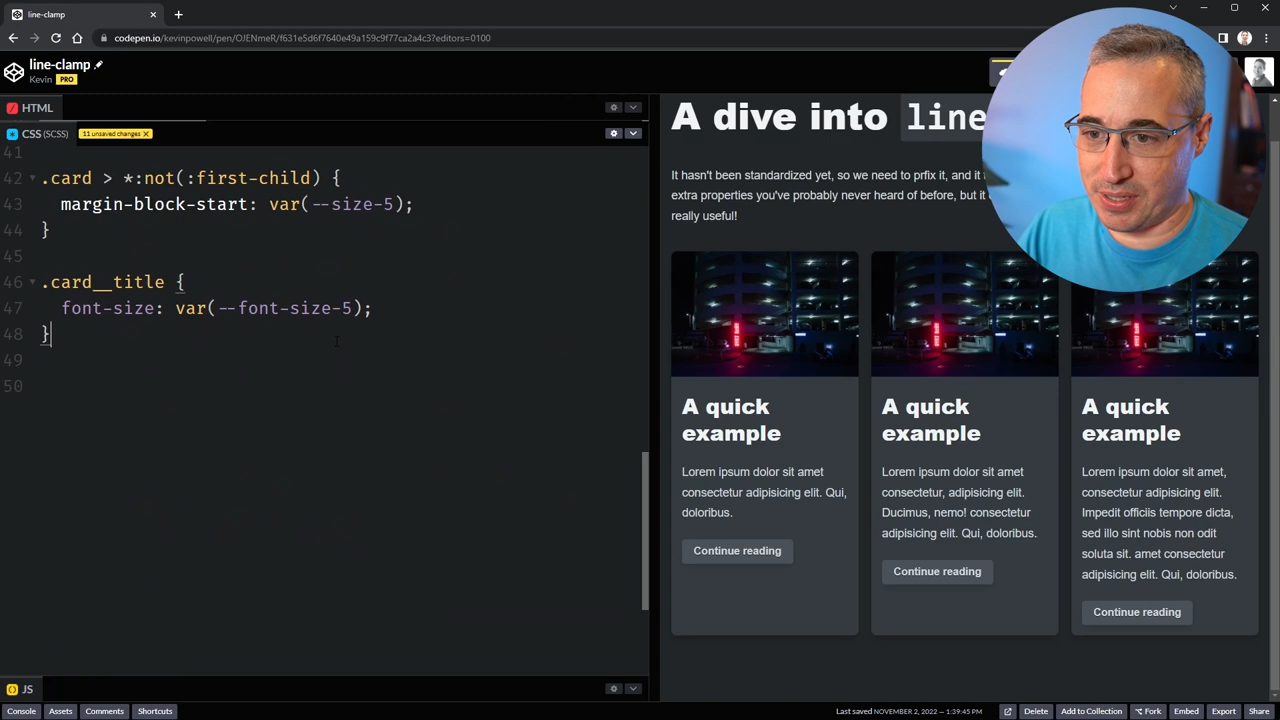 line-clamp
codepen.io/kevinpowell/pen/OJENmeR/f631e5d6f7640e49a159c9f77ca2a4c3?editors=0100
line-clamp
Kevin PRO
HTML
CSS (SCSS) 11 unsaved changes
41
42 .card > *:not(:first-child) {
43 margin-block-start: var(--size-5);
44 }
45
46 .card__title {
47 font-size: var(--font-size-5);
48 }
49
50
JS
A dive into line
It hasn't been standardized yet, so we need to prfix it, and it
extra properties you've probably never heard of before, but it
really useful!
A quick
example
Lorem ipsum dolor sit amet
consectetur adipisicing elit. Qui,
doloribus.
Continue reading
A quick
example
Lorem ipsum dolor sit amet
consectetur, adipisicing elit.
Ducimus, nemo! consectetur
adipisicing elit. Qui, doloribus.
Continue reading
A quick
example
Lorem ipsum dolor sit amet,
consectetur adipisicing elit.
Impedit officiis tempore dicta,
sed illo sint nobis non odit
soluta sit. amet consectetur
adipisicing elit. Qui, doloribus.
Continue reading
Console Assets Comments Shortcuts Last saved NOVEMBER 2, 2022 — 1:39:45 PM Delete Add to Collection Fork Embed Export Share